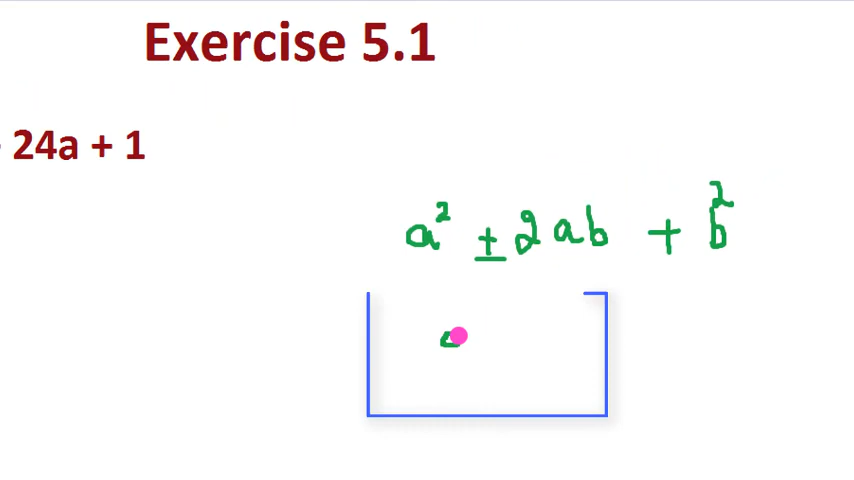 Exercise 5.1
- 24a + 1
a² ± 2ab + b²